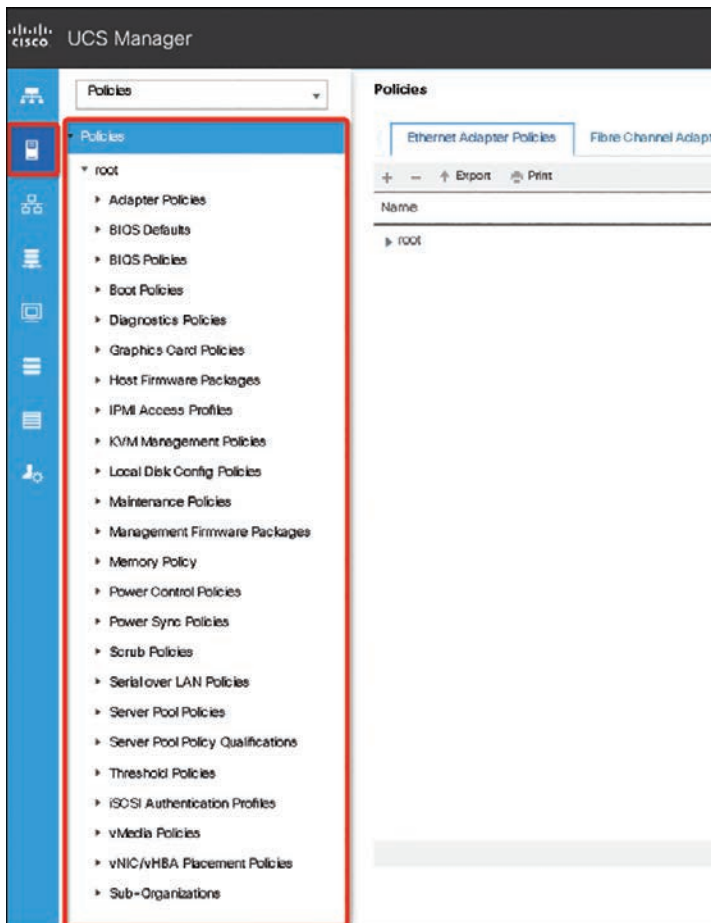 CISCO
UCS Manager
Policies
Policies
root
Adapter Policies
BIOS Defaults
BIOS Policies
Boot Policies
Diagnostics Policies
Graphics Card Policies
Host Firmware Packages
IPMI Access Profiles
KVM Management Policies
Local Disk Config Policies
Maintenance Policies
Management Firmware Packages
Memory Policy
Power Control Policies
Power Sync Policies
Scrub Policies
Serial over LAN Policies
Server Pool Policies
Server Pool Policy Qualifications
Threshold Policies
iSCSI Authentication Profiles
vMedia Policies
vNIC/vHBA Placement Policies
Sub-Organizations
Policies
Ethernet Adapter Policies Fibre Channel Adapt
+ – Export Print
Name
root